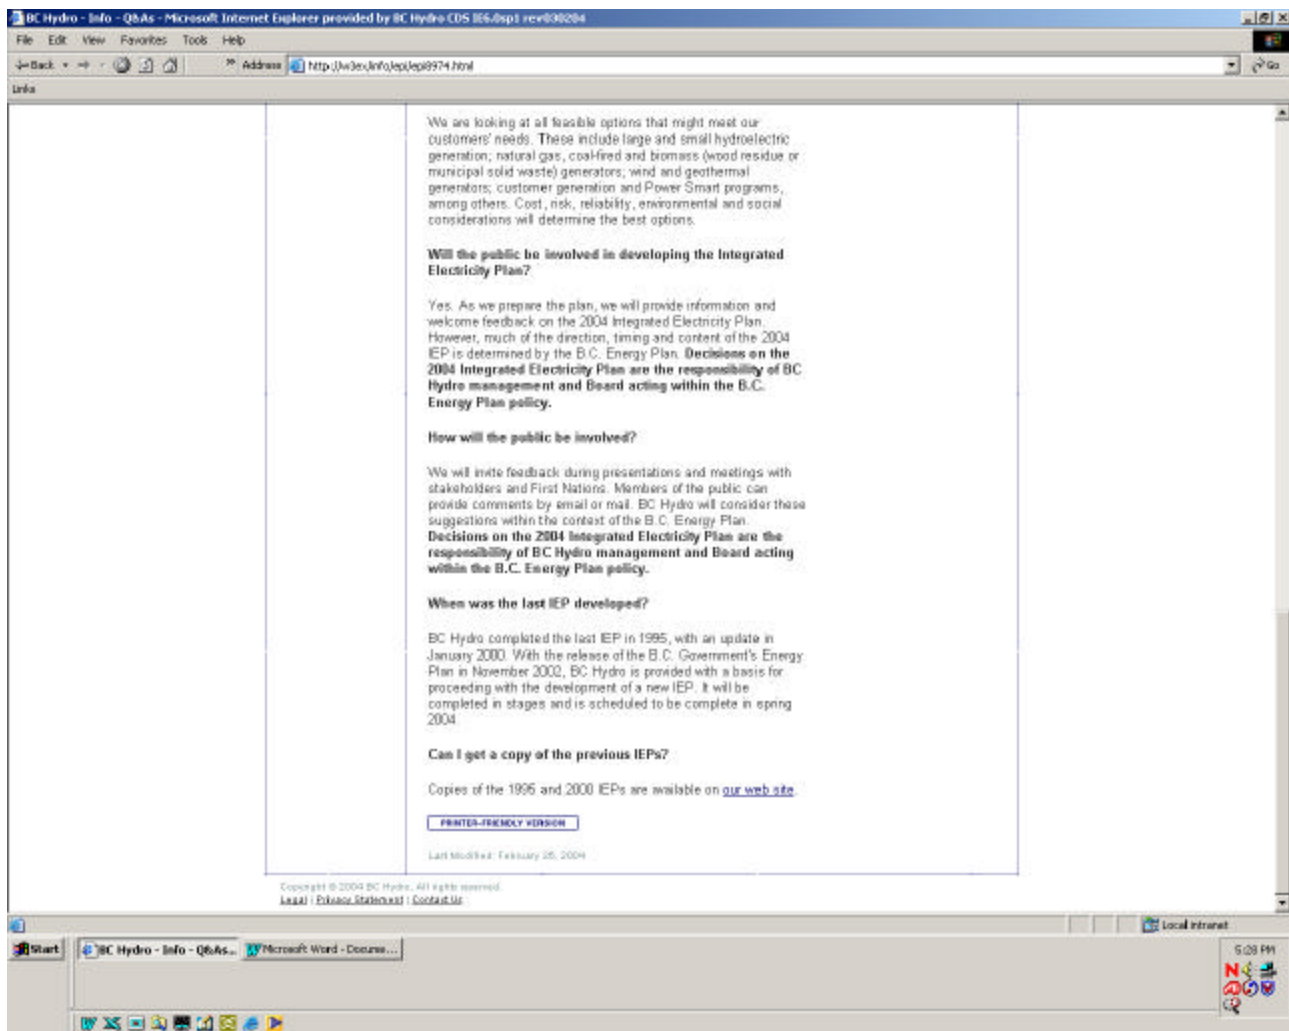 BC Hydro - Info - Q&As - Microsoft Internet Explorer provided by BC Hydro CDS IE6.0sp1 rev030204
File Edit View Favorites Tools Help
Back
Address http://w3ex/info/iepi/iepi8974.html
Go
Links
We are looking at all feasible options that might meet our
customers' needs. These include large and small hydroelectric
generation; natural gas, coal-fired and biomass (wood residue or
municipal solid waste) generators; wind and geothermal
generators; customer generation and Power Smart programs,
among others. Cost, risk, reliability, environmental and social
considerations will determine the best options.
Will the public be involved in developing the Integrated
Electricity Plan?
Yes. As we prepare the plan, we will provide information and
welcome feedback on the 2004 Integrated Electricity Plan.
However, much of the direction, timing and content of the 2004
IEP is determined by the B.C. Energy Plan. Decisions on the
2004 Integrated Electricity Plan are the responsibility of BC
Hydro management and Board acting within the B.C.
Energy Plan policy.
How will the public be involved?
We will invite feedback during presentations and meetings with
stakeholders and First Nations. Members of the public can
provide comments by email or mail. BC Hydro will consider these
suggestions within the context of the B.C. Energy Plan.
Decisions on the 2004 Integrated Electricity Plan are the
responsibility of BC Hydro management and Board acting
within the B.C. Energy Plan policy.
When was the last IEP developed?
BC Hydro completed the last IEP in 1995, with an update in
January 2000. With the release of the B.C. Government's Energy
Plan in November 2002, BC Hydro is provided with a basis for
proceeding with the development of a new IEP. It will be
completed in stages and is scheduled to be complete in spring
2004.
Can I get a copy of the previous IEPs?
Copies of the 1995 and 2000 IEPs are available on our web site.
PRINTER-FRIENDLY VERSION
Last Modified: February 25, 2004
Copyright © 2004 BC Hydro. All rights reserved.
Legal | Privacy Statement | Contact Us
Local intranet
Start
BC Hydro - Info - Q&As...
Microsoft Word - Docume...
5:28 PM